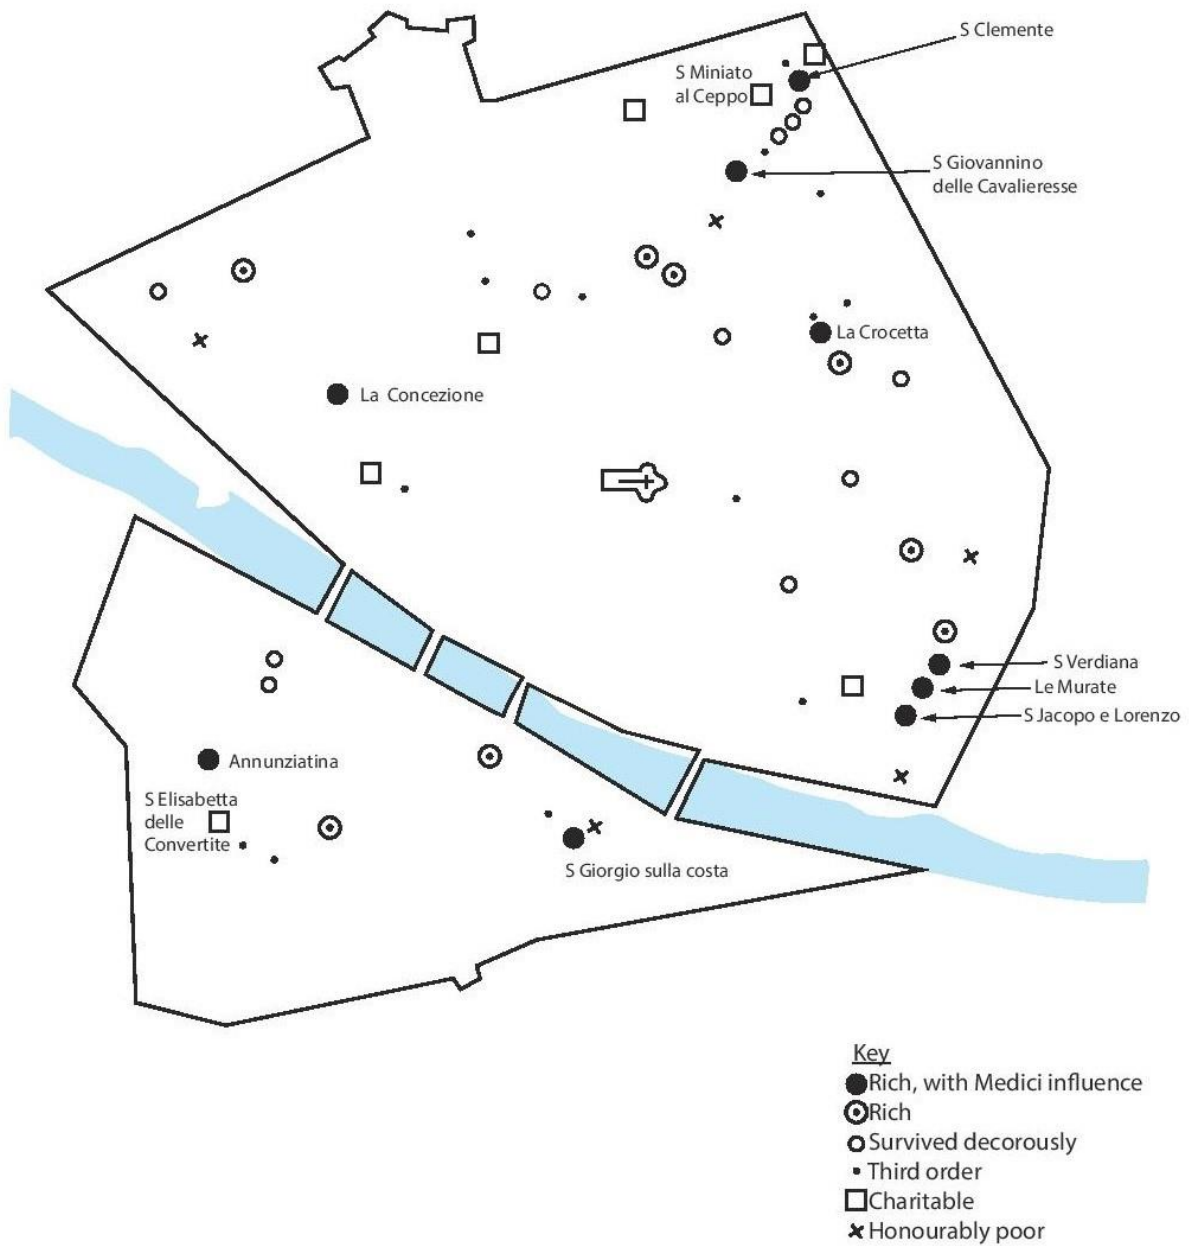 S Clemente
S Miniato
al Ceppo
S Giovannino
delle Cavalieresse
La Crocetta
La Concezione
S Verdiana
Le Murate
S Jacopo e Lorenzo
Annunziatina
S Elisabetta
delle
Convertite
S Giorgio sulla costa
Key
Rich, with Medici influence
Rich
Survived decorously
Third order
Charitable
Honourably poor